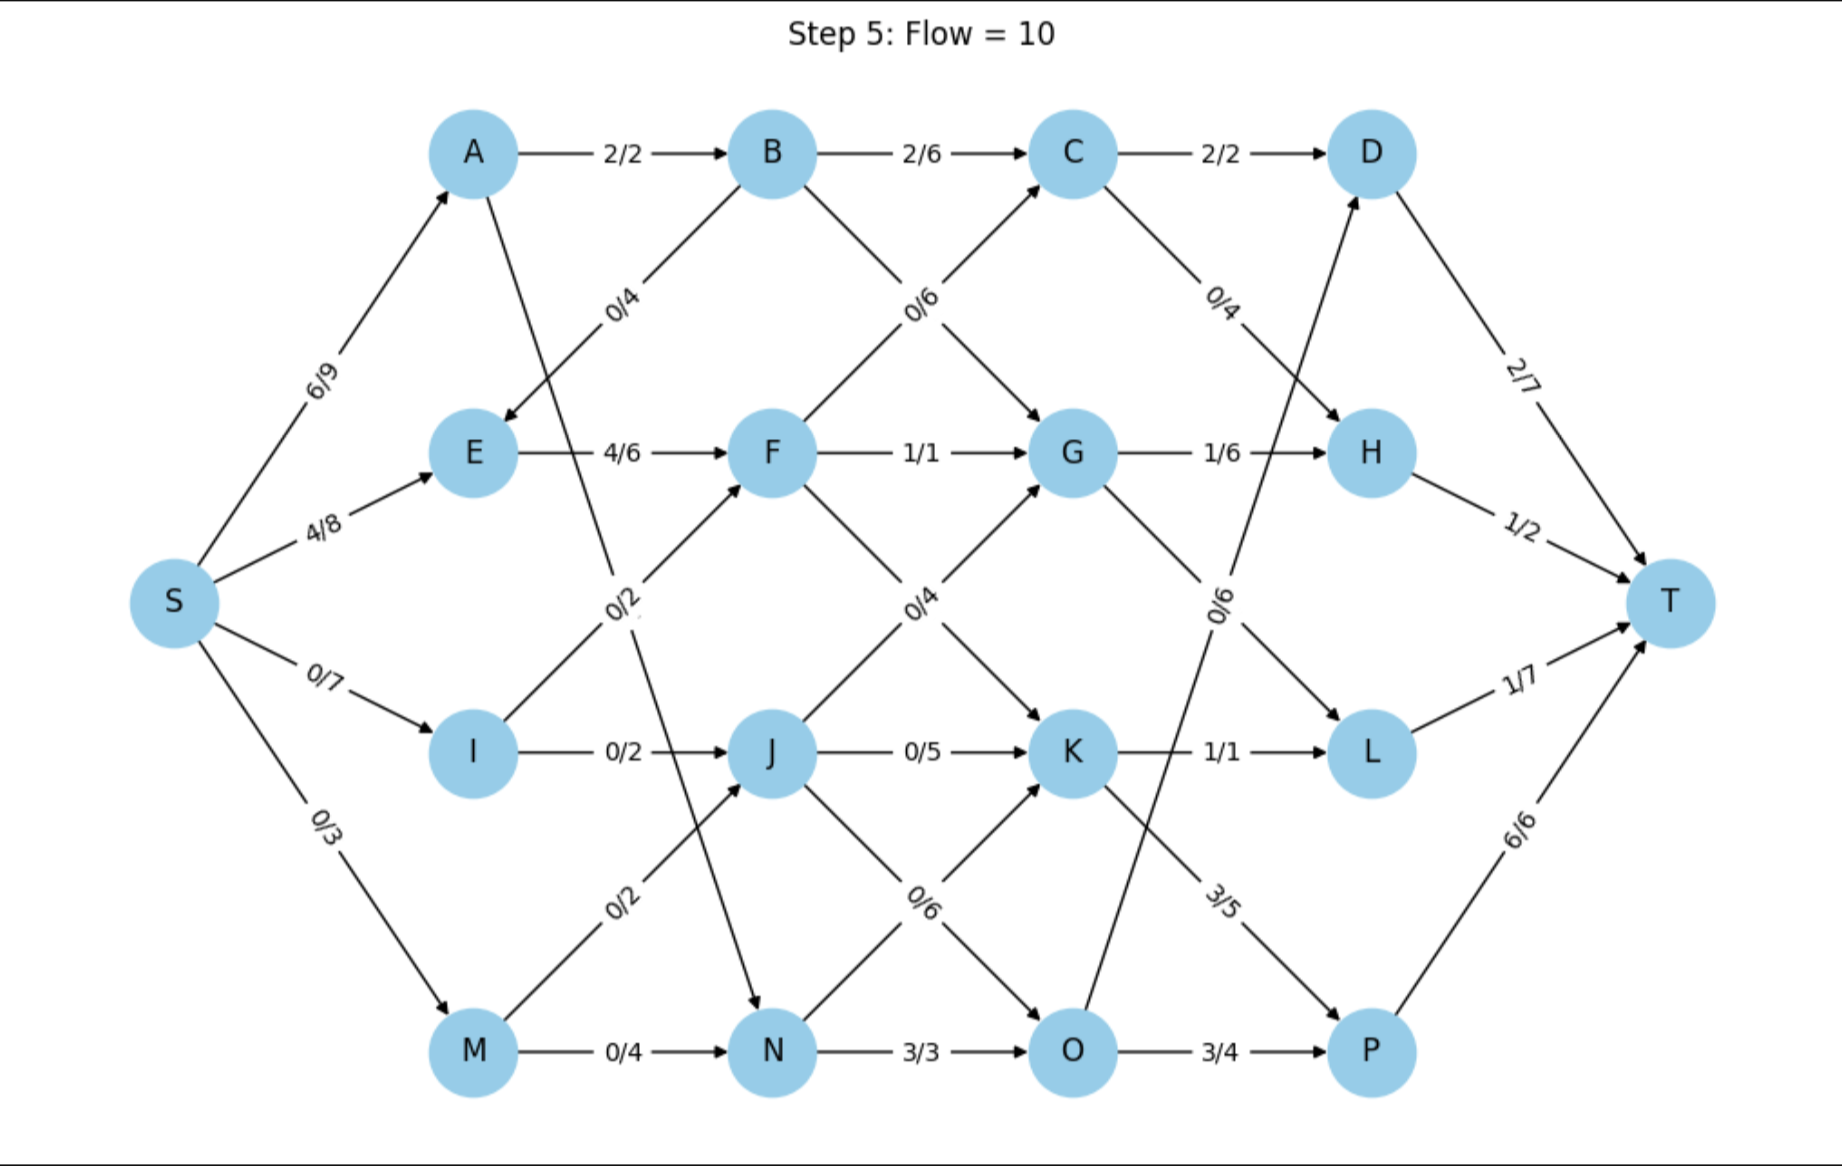 Step 5: Flow = 10
A 2/2 B 2/6 C 2/2 D
0/4 0/6 0/4
6/9 2/7
E 4/6 F 1/1 G 1/6 H
4/8 1/2
S 0/2 0/4 0/6 T
0/7 1/7
I 0/2 J 0/5 K 1/1 L
0/3 6/6
0/2 0/6 3/5
M 0/4 N 3/3 O 3/4 P